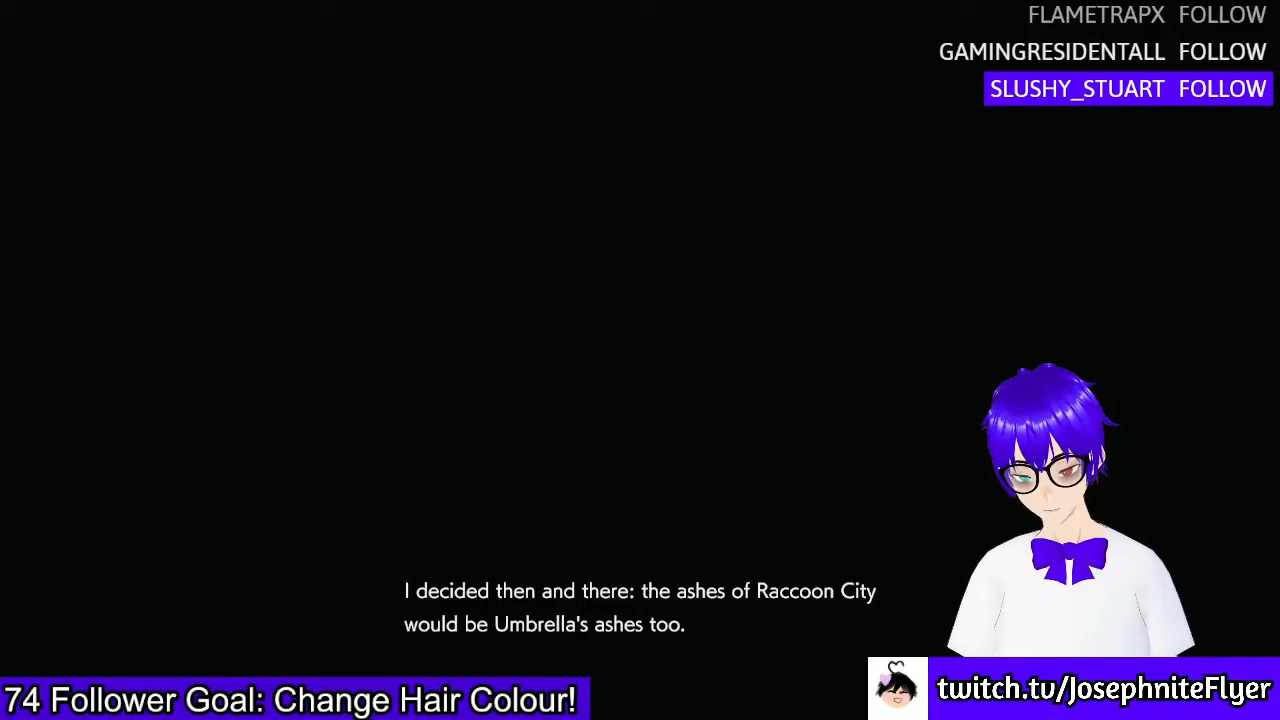 FLAMETRAPX FOLLOW
GAMINGRESIDENTALL FOLLOW
SLUSHY_STUART FOLLOW
I decided then and there: the ashes of Raccoon City
would be Umbrella's ashes too.
74 Follower Goal: Change Hair Colour!
twitch.tv/JosephniteFlyer